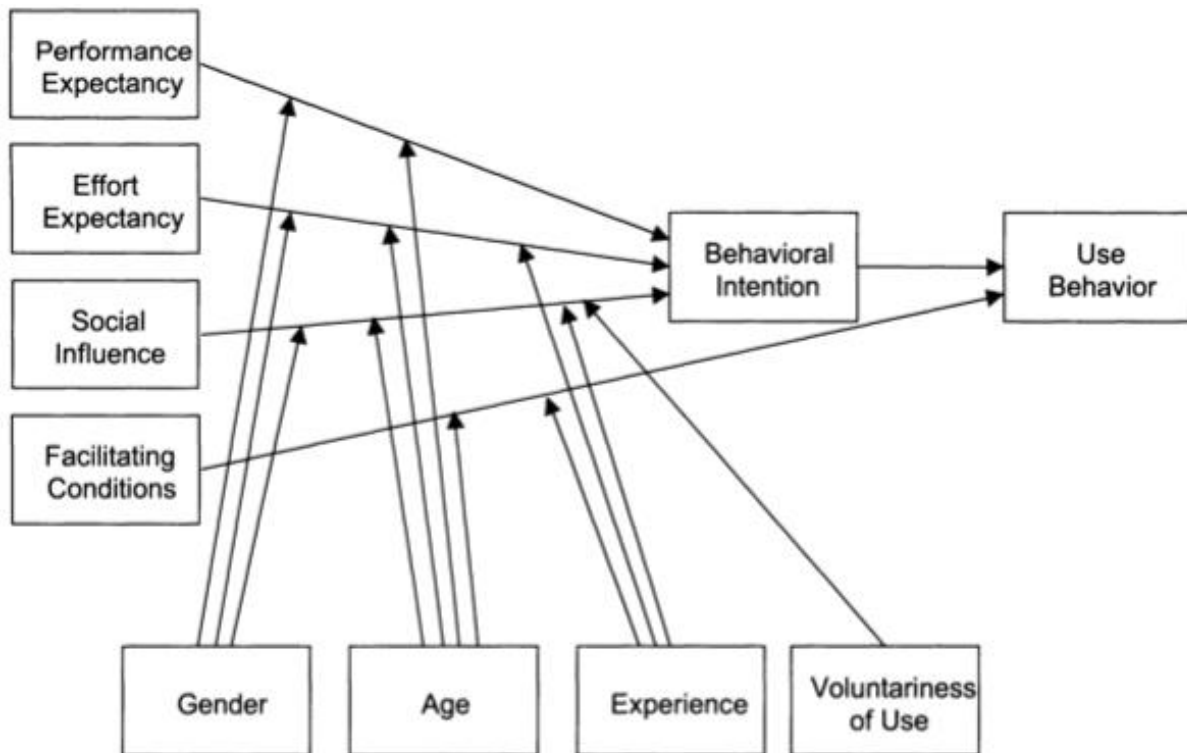 Performance
Expectancy
Effort
Expectancy
Social
Influence
Facilitating
Conditions
Behavioral
Intention
Use
Behavior
Gender
Age
Experience
Voluntariness
of Use